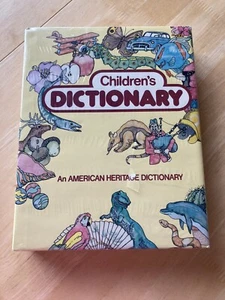 Children's
DICTIONARY
An AMERICAN HERITAGE DICTIONARY